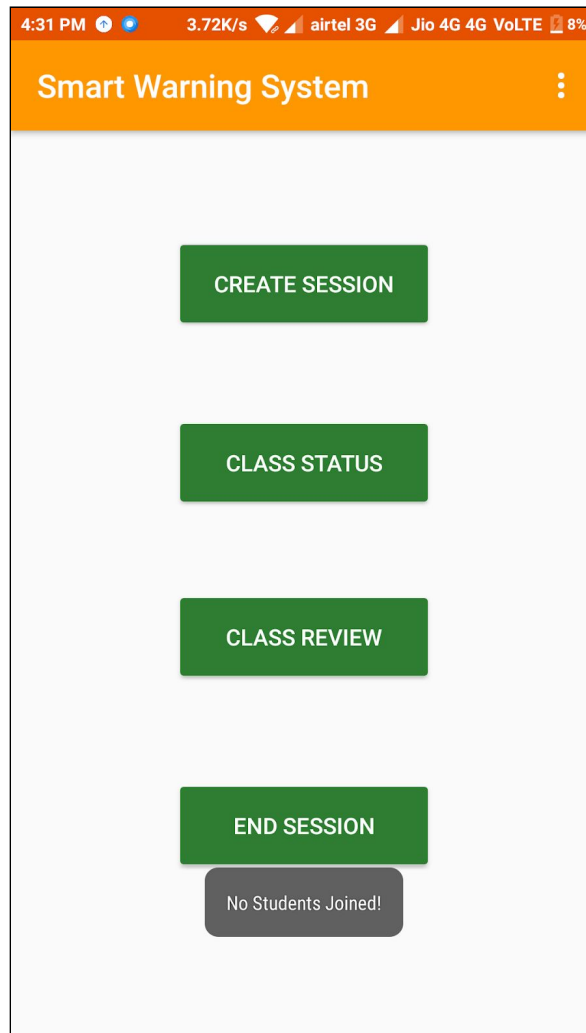 4:31 PM 3.72K/s airtel 3G Jio 4G 4G VoLTE 8%
Smart Warning System
CREATE SESSION
CLASS STATUS
CLASS REVIEW
END SESSION
No Students Joined!